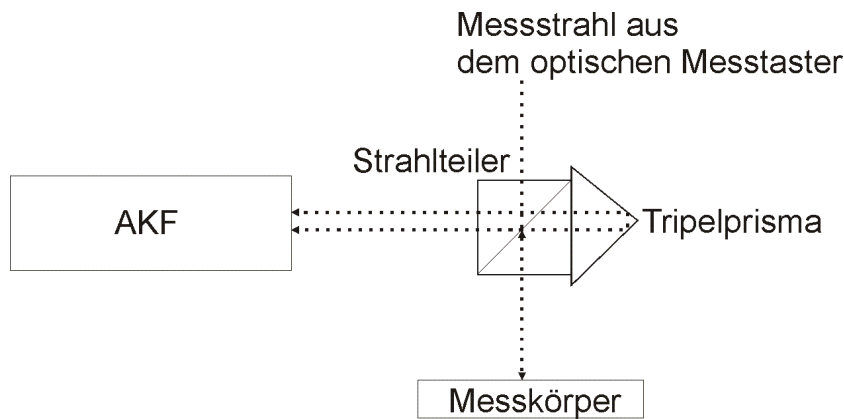 Messstrahl aus
dem optischen Messtaster
Strahlteiler
AKF
Tripelprisma
Messkörper